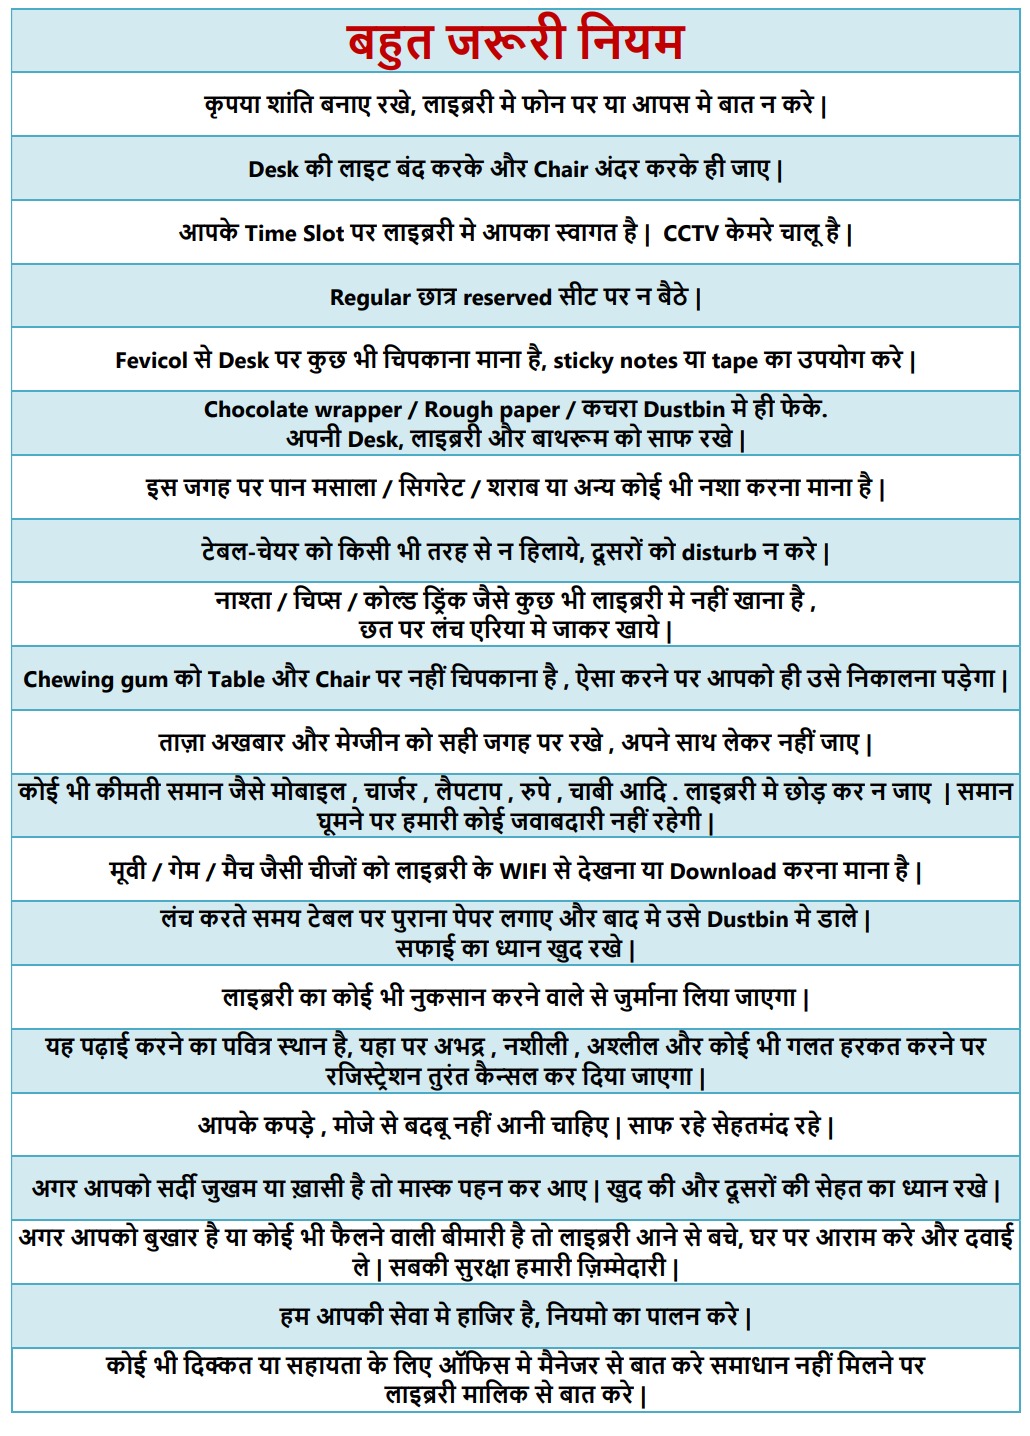 बहुत जरूरी नियम
कृपया शांति बनाए रखे, लाइब्ररी मे फोन पर या आपस मे बात न करे |
Desk की लाइट बंद करके और Chair अंदर करके ही जाए |
आपके Time Slot पर लाइब्ररी मे आपका स्वागत है | CCTV केमरे चालू है |
Regular छात्र reserved सीट पर न बैठे |
Fevicol से Desk पर कुछ भी चिपकाना माना है, sticky notes या tape का उपयोग करे |
Chocolate wrapper / Rough paper / कचरा Dustbin मे ही फेके.
अपनी Desk, लाइब्ररी और बाथरूम को साफ रखे |
इस जगह पर पान मसाला / सिगरेट / शराब या अन्य कोई भी नशा करना माना है |
टेबल-चेयर को किसी भी तरह से न हिलाये, दूसरों को disturb न करे |
नाश्ता / चिप्स / कोल्ड ड्रिंक जैसे कुछ भी लाइब्ररी मे नहीं खाना है ,
छत पर लंच एरिया मे जाकर खाये |
Chewing gum को Table और Chair पर नहीं चिपकाना है , ऐसा करने पर आपको ही उसे निकालना पड़ेगा |
ताज़ा अखबार और मेग्जीन को सही जगह पर रखे , अपने साथ लेकर नहीं जाए |
कोई भी कीमती समान जैसे मोबाइल , चार्जर , लैपटाप , रुपे , चाबी आदि . लाइब्ररी मे छोड़ कर न जाए | समान
घूमने पर हमारी कोई जवाबदारी नहीं रहेगी |
मूवी / गेम / मैच जैसी चीजों को लाइब्ररी के WIFI से देखना या Download करना माना है |
लंच करते समय टेबल पर पुराना पेपर लगाए और बाद मे उसे Dustbin मे डाले |
सफाई का ध्यान खुद रखे |
लाइब्ररी का कोई भी नुकसान करने वाले से जुर्माना लिया जाएगा |
यह पढ़ाई करने का पवित्र स्थान है, यहा पर अभद्र , नशीली , अश्लील और कोई भी गलत हरकत करने पर
रजिस्ट्रेशन तुरंत कैन्सल कर दिया जाएगा |
आपके कपड़े , मोजे से बदबू नहीं आनी चाहिए | साफ रहे सेहतमंद रहे |
अगर आपको सर्दी जुखम या ख़ासी है तो मास्क पहन कर आए | खुद की और दूसरों की सेहत का ध्यान रखे |
अगर आपको बुखार है या कोई भी फैलने वाली बीमारी है तो लाइब्ररी आने से बचे, घर पर आराम करे और दवाई
ले | सबकी सुरक्षा हमारी ज़िम्मेदारी |
हम आपकी सेवा मे हाजिर है, नियमो का पालन करे |
कोई भी दिक्कत या सहायता के लिए ऑफिस मे मैनेजर से बात करे समाधान नहीं मिलने पर
लाइब्ररी मालिक से बात करे |